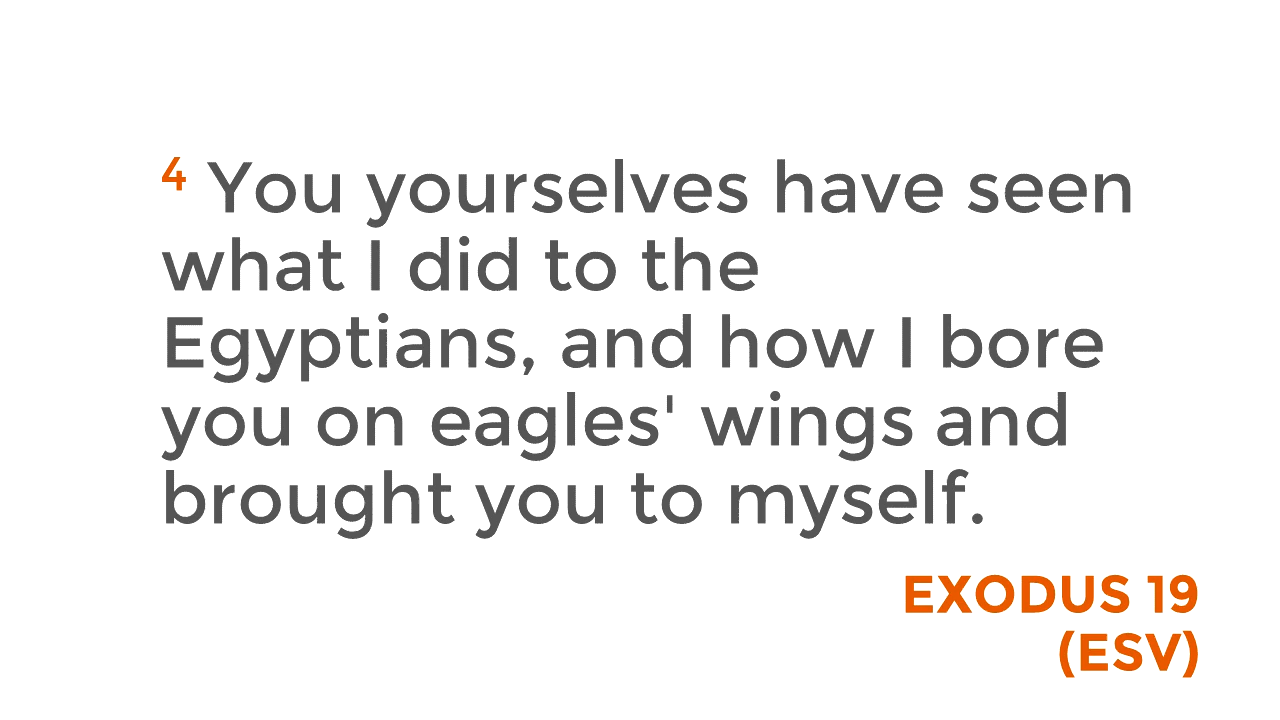 4 You yourselves have seen
what I did to the
Egyptians, and how I bore
you on eagles' wings and
brought you to myself.
EXODUS 19
(ESV)